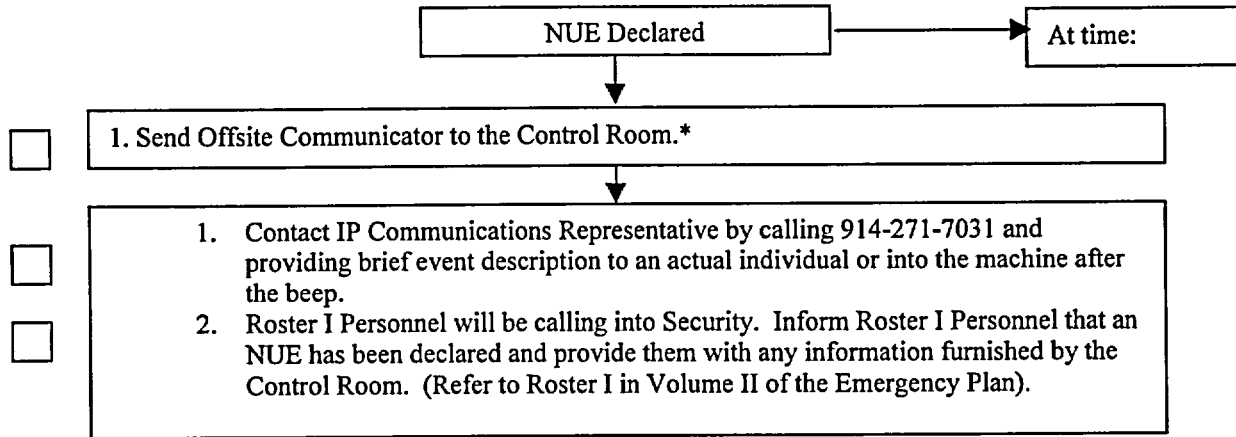 NUE Declared
At time:
1. Send Offsite Communicator to the Control Room.*
1. Contact IP Communications Representative by calling 914-271-7031 and
providing brief event description to an actual individual or into the machine after
the beep.
2. Roster I Personnel will be calling into Security. Inform Roster I Personnel that an
NUE has been declared and provide them with any information furnished by the
Control Room. (Refer to Roster I in Volume II of the Emergency Plan).